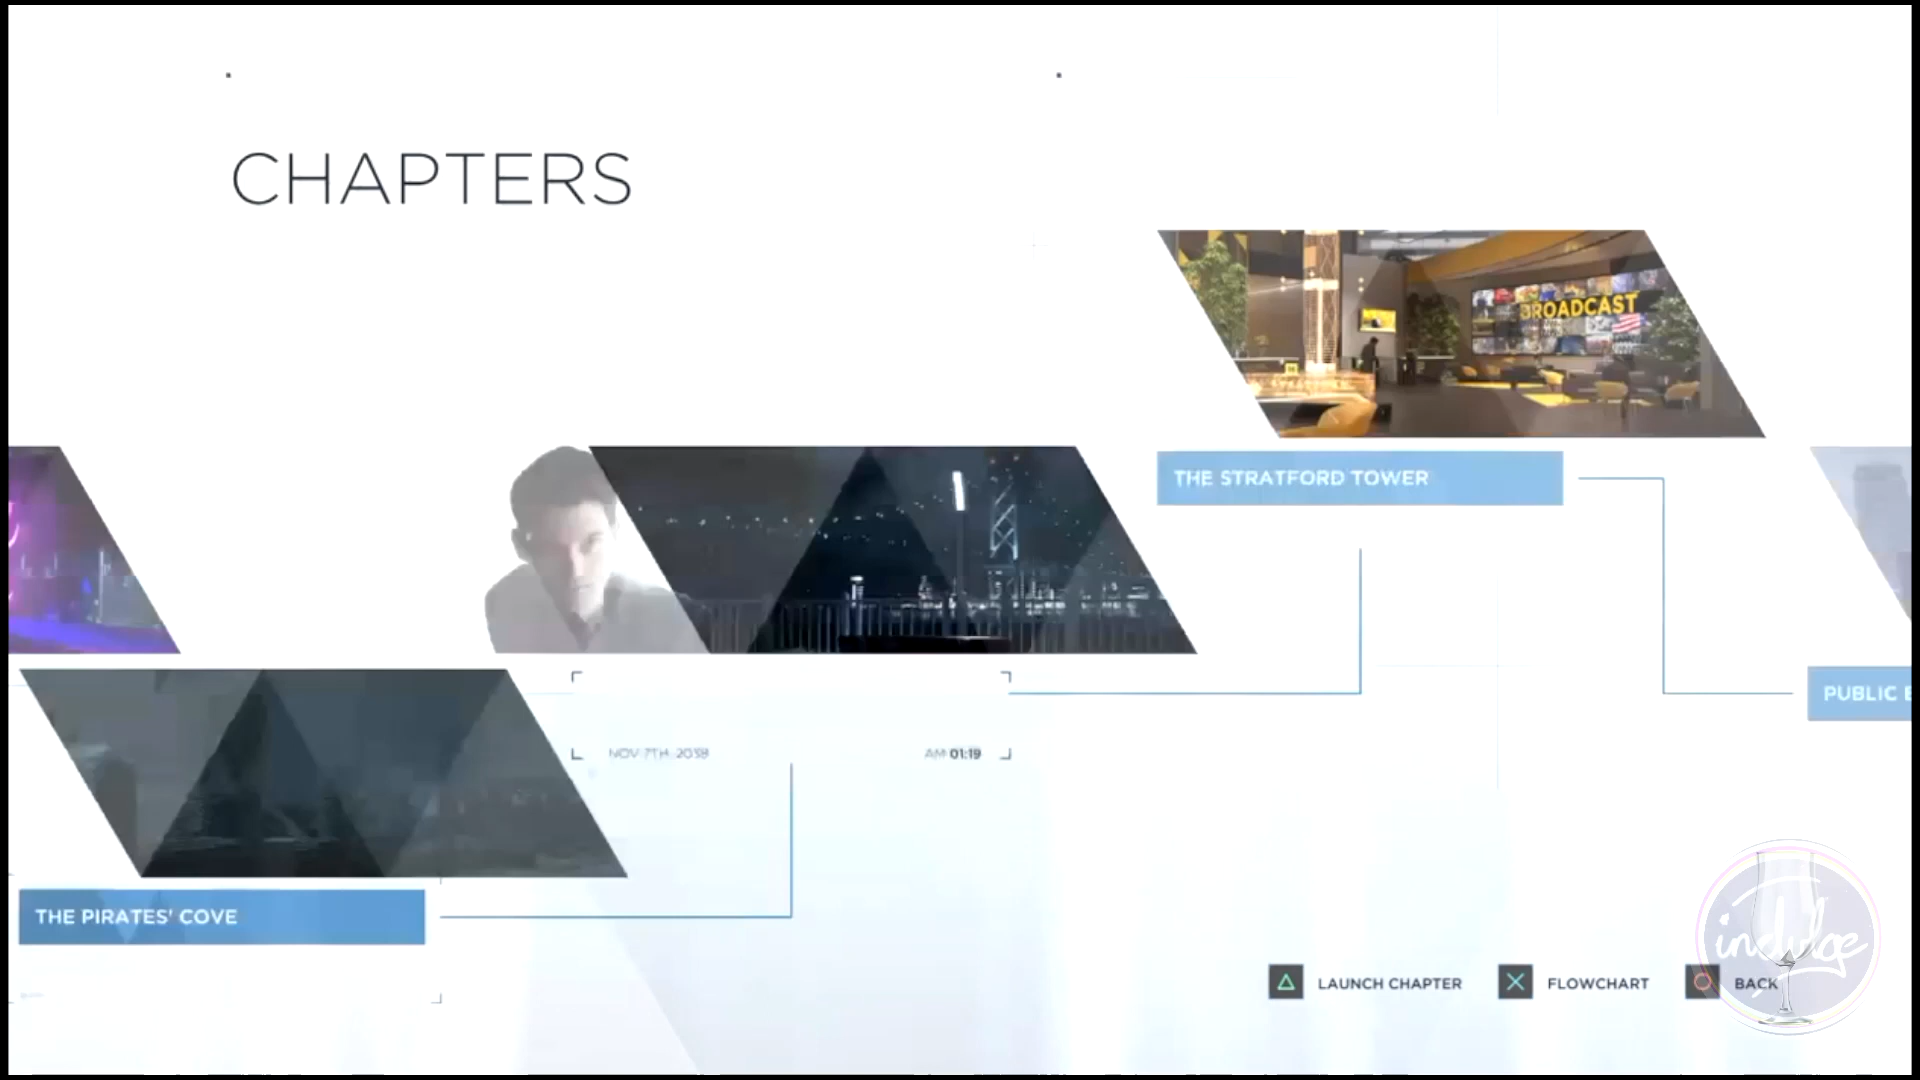 CHAPTERS
BROADCAST
THE STRATFORD TOWER
PUBLIC
NOV 7TH, 2038
AM 01:19
THE PIRATES' COVE
LAUNCH CHAPTER
FLOWCHART
BACK
indulge